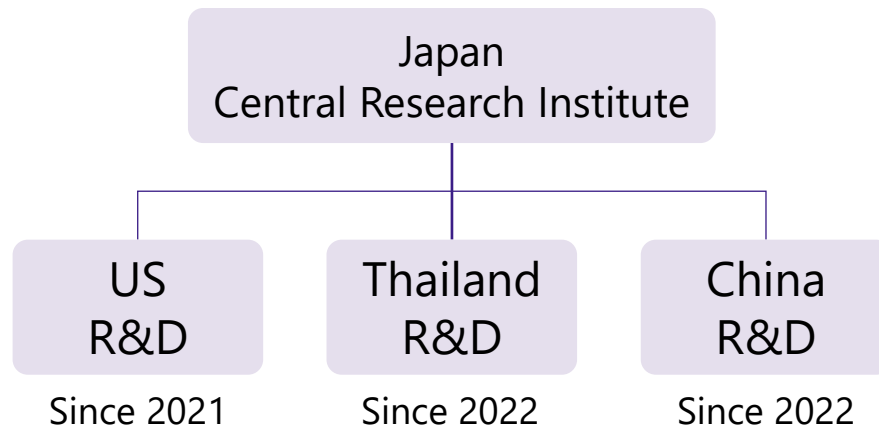 Japan
Central Research Institute
US
R&D
Thailand
R&D
China
R&D
Since 2021
Since 2022
Since 2022